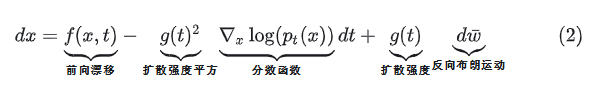 dx = f(x, t) − g(t)² ∇ₓ log(pₜ(x)) dt + g(t) dw̄ (2)
前向漂移 扩散强度平方 分数函数 扩散强度 反向布朗运动